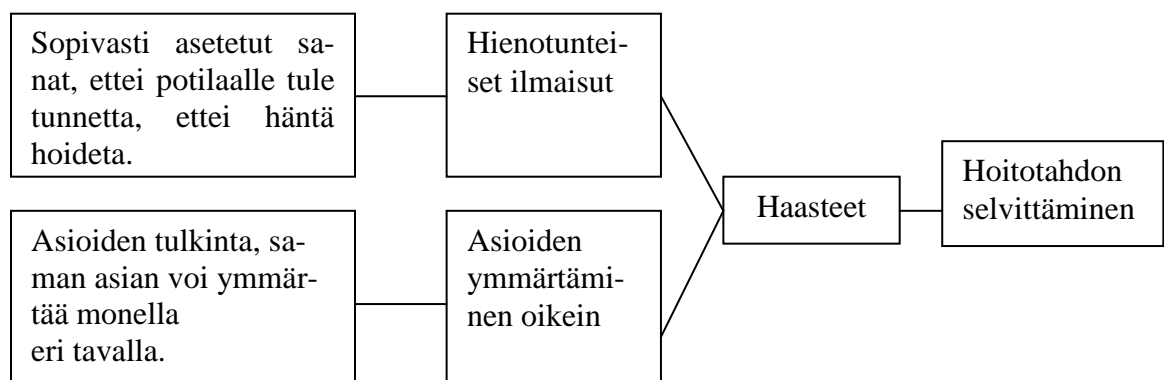 Sopivasti asetetut sa-
nat, ettei potilaalle tule
tunnetta, ettei häntä
hoideta.
Hienotuntei-
set ilmaisut
Asioiden tulkinta, sa-
man asian voi ymmär-
tää monella
eri tavalla.
Asioiden
ymmärtämi-
nen oikein
Haasteet
Hoitotahdon
selvittäminen